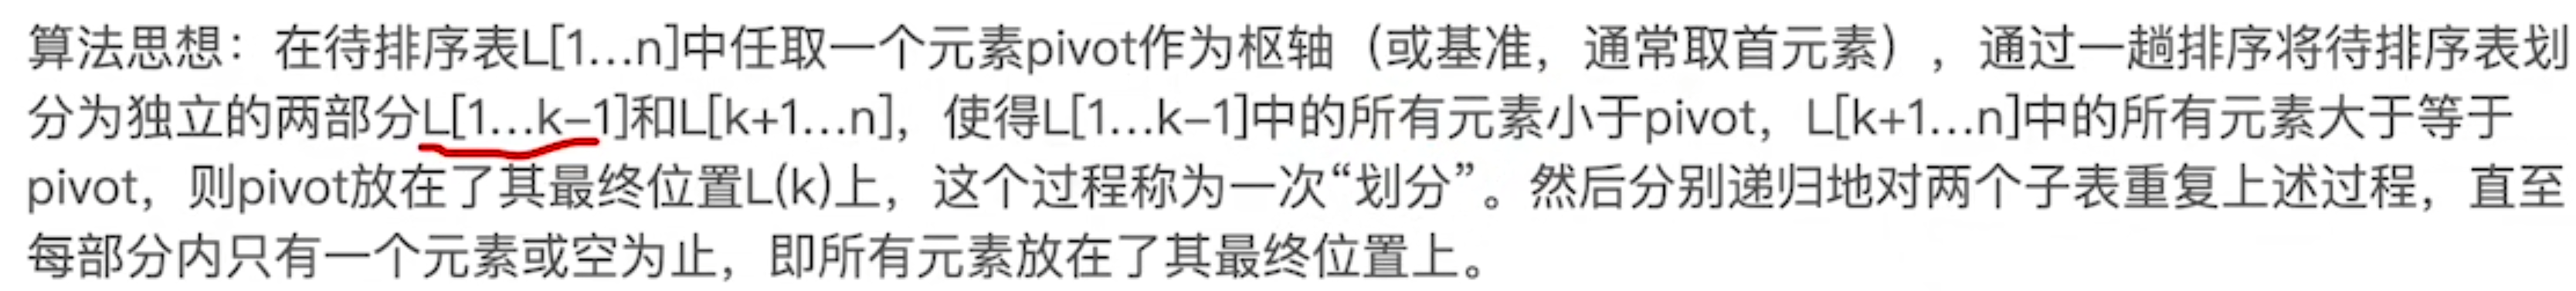 算法思想：在待排序表L[1…n]中任取一个元素pivot作为枢轴（或基准，通常取首元素），通过一趟排序将待排序表划
分为独立的两部分L[1…k–1]和L[k+1…n]，使得L[1…k–1]中的所有元素小于pivot，L[k+1…n]中的所有元素大于等于
pivot，则pivot放在了其最终位置L(k)上，这个过程称为一次“划分”。然后分别递归地对两个子表重复上述过程，直至
每部分内只有一个元素或空为止，即所有元素放在了其最终位置上。